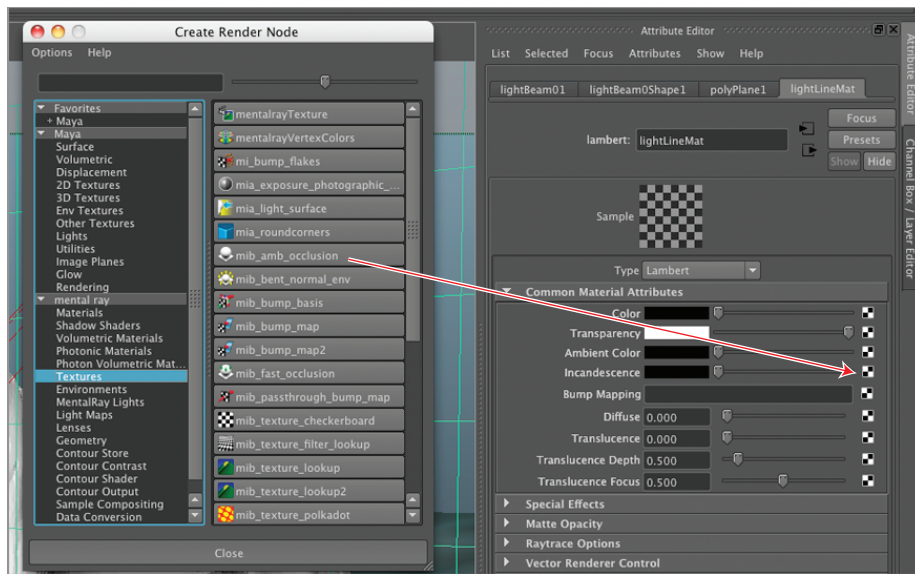 Create Render Node
Options Help
Favorites
+ Maya
Maya
Surface
Volumetric
Displacement
2D Textures
3D Textures
Env Textures
Other Textures
Lights
Utilities
Image Planes
Glow
Rendering
mental ray
Materials
Shadow Shaders
Volumetric Materials
Photonic Materials
Photon Volumetric Mat...
Textures
Environments
MentalRay Lights
Light Maps
Lenses
Geometry
Contour Store
Contour Contrast
Contour Shader
Contour Output
Sample Compositing
Data Conversion
mentalrayTexture
mentalrayVertexColors
mi_bump_flakes
mia_exposure_photographic_...
mia_light_surface
mia_roundcorners
mib_amb_occlusion
mib_bent_normal_env
mib_bump_basis
mib_bump_map
mib_bump_map2
mib_fast_occlusion
mib_passthrough_bump_map
mib_texture_checkerboard
mib_texture_filter_lookup
mib_texture_lookup
mib_texture_lookup2
mib_texture_polkadot
Close
Attribute Editor
List Selected Focus Attributes Show Help
lightBeam01 lightBeam0Shape1 polyPlane1 lightLineMat
lambert: lightLineMat
Focus
Presets
Show Hide
Sample
Type Lambert
Common Material Attributes
Color
Transparency
Ambient Color
Incandescence
Bump Mapping
Diffuse 0.000
Translucence 0.000
Translucence Depth 0.500
Translucence Focus 0.500
Special Effects
Matte Opacity
Raytrace Options
Vector Renderer Control
Attribute Editor
Channel Box / Layer Editor